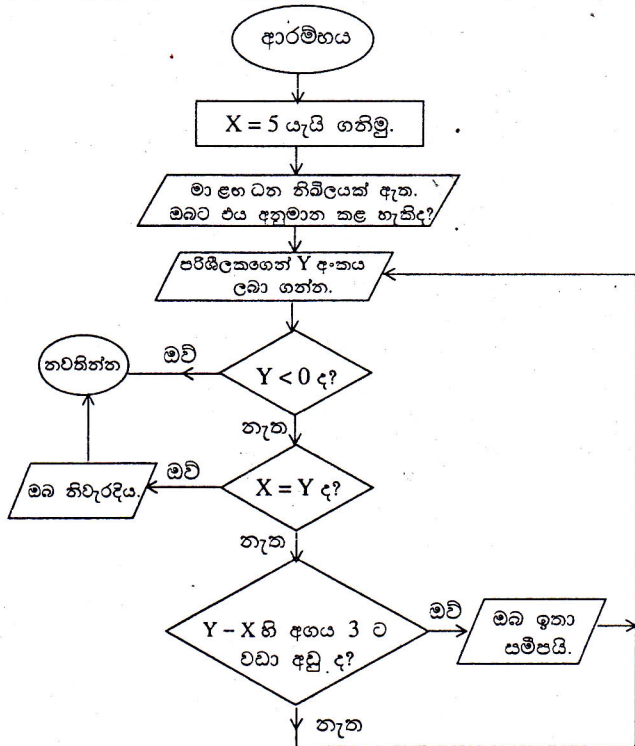 ආරම්භය
X = 5 යැයි ගනිමු.
මා ළඟ ධන නිඛිලයක් ඇත.
ඔබට එය අනුමාන කළ හැකිද?
පරිශීලකගෙන් Y අංකය
ලබා ගන්න.
ඔව්
නවතින්න
Y < 0 ද?
නැත
ඔව්
ඔබ නිවැරදිය.
X = Y ද?
නැත
ඔව්
Y – X හි අගය 3 ට
වඩා අඩු ද?
ඔබ ඉතා
සමීපයි.
නැත